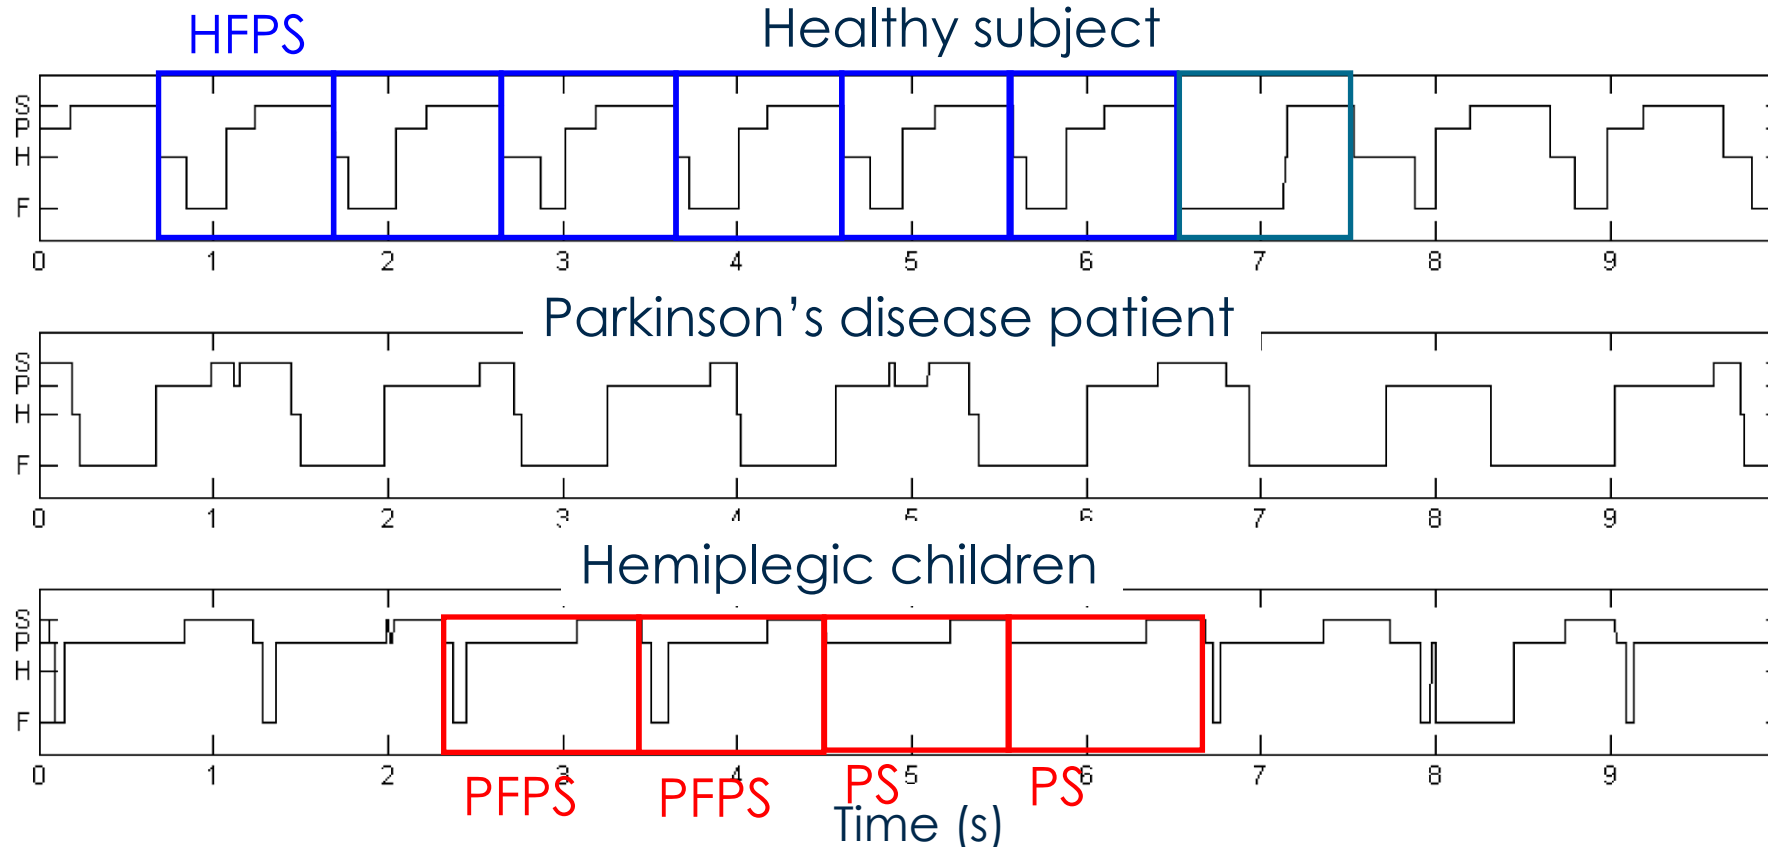 HFPS Healthy subject
S
P
H
F
0 1 2 3 4 5 6 7 8 9
Parkinson's disease patient
S
P
H
F
0 1 2 3 4 7 8 9
Hemiplegic children
S
P
H
F
0 1 2 3 4 5 6 7 8 9
PFPS PFPS PS PS
Time (s)